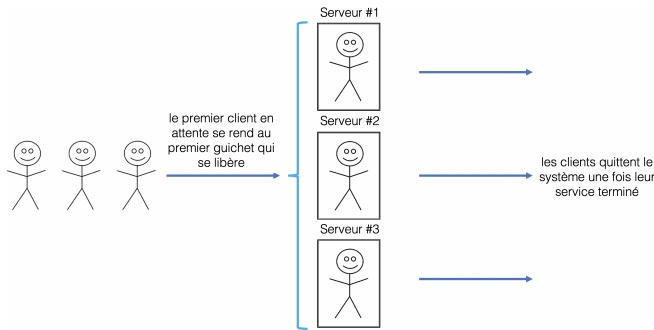 Serveur #1
le premier client en
attente se rend au
premier guichet qui
se libère
Serveur #2
les clients quittent le
système une fois leur
service terminé
Serveur #3